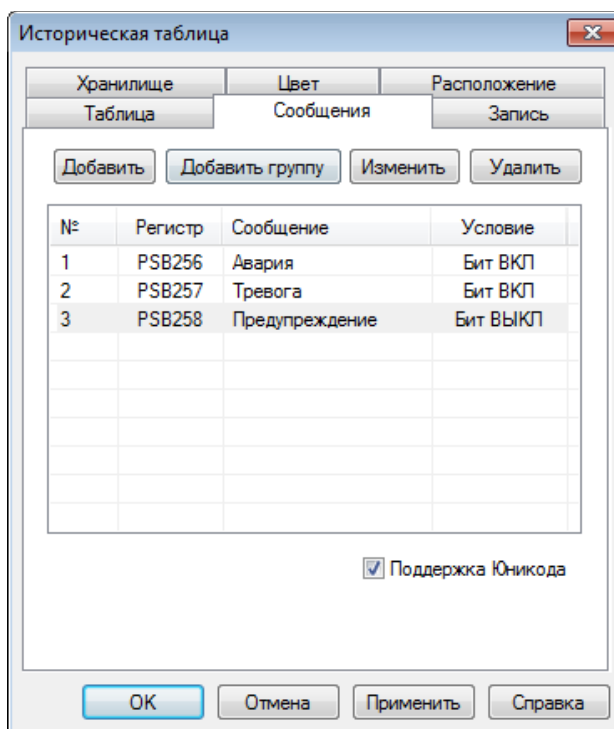 Историческая таблица
Хранилище Цвет Расположение
Таблица Сообщения Запись
Добавить Добавить группу Изменить Удалить
№ Регистр Сообщение Условие
1 PSB256 Авария Бит ВКЛ
2 PSB257 Тревога Бит ВКЛ
3 PSB258 Предупреждение Бит ВЫКЛ
Поддержка Юникода
OK Отмена Применить Справка